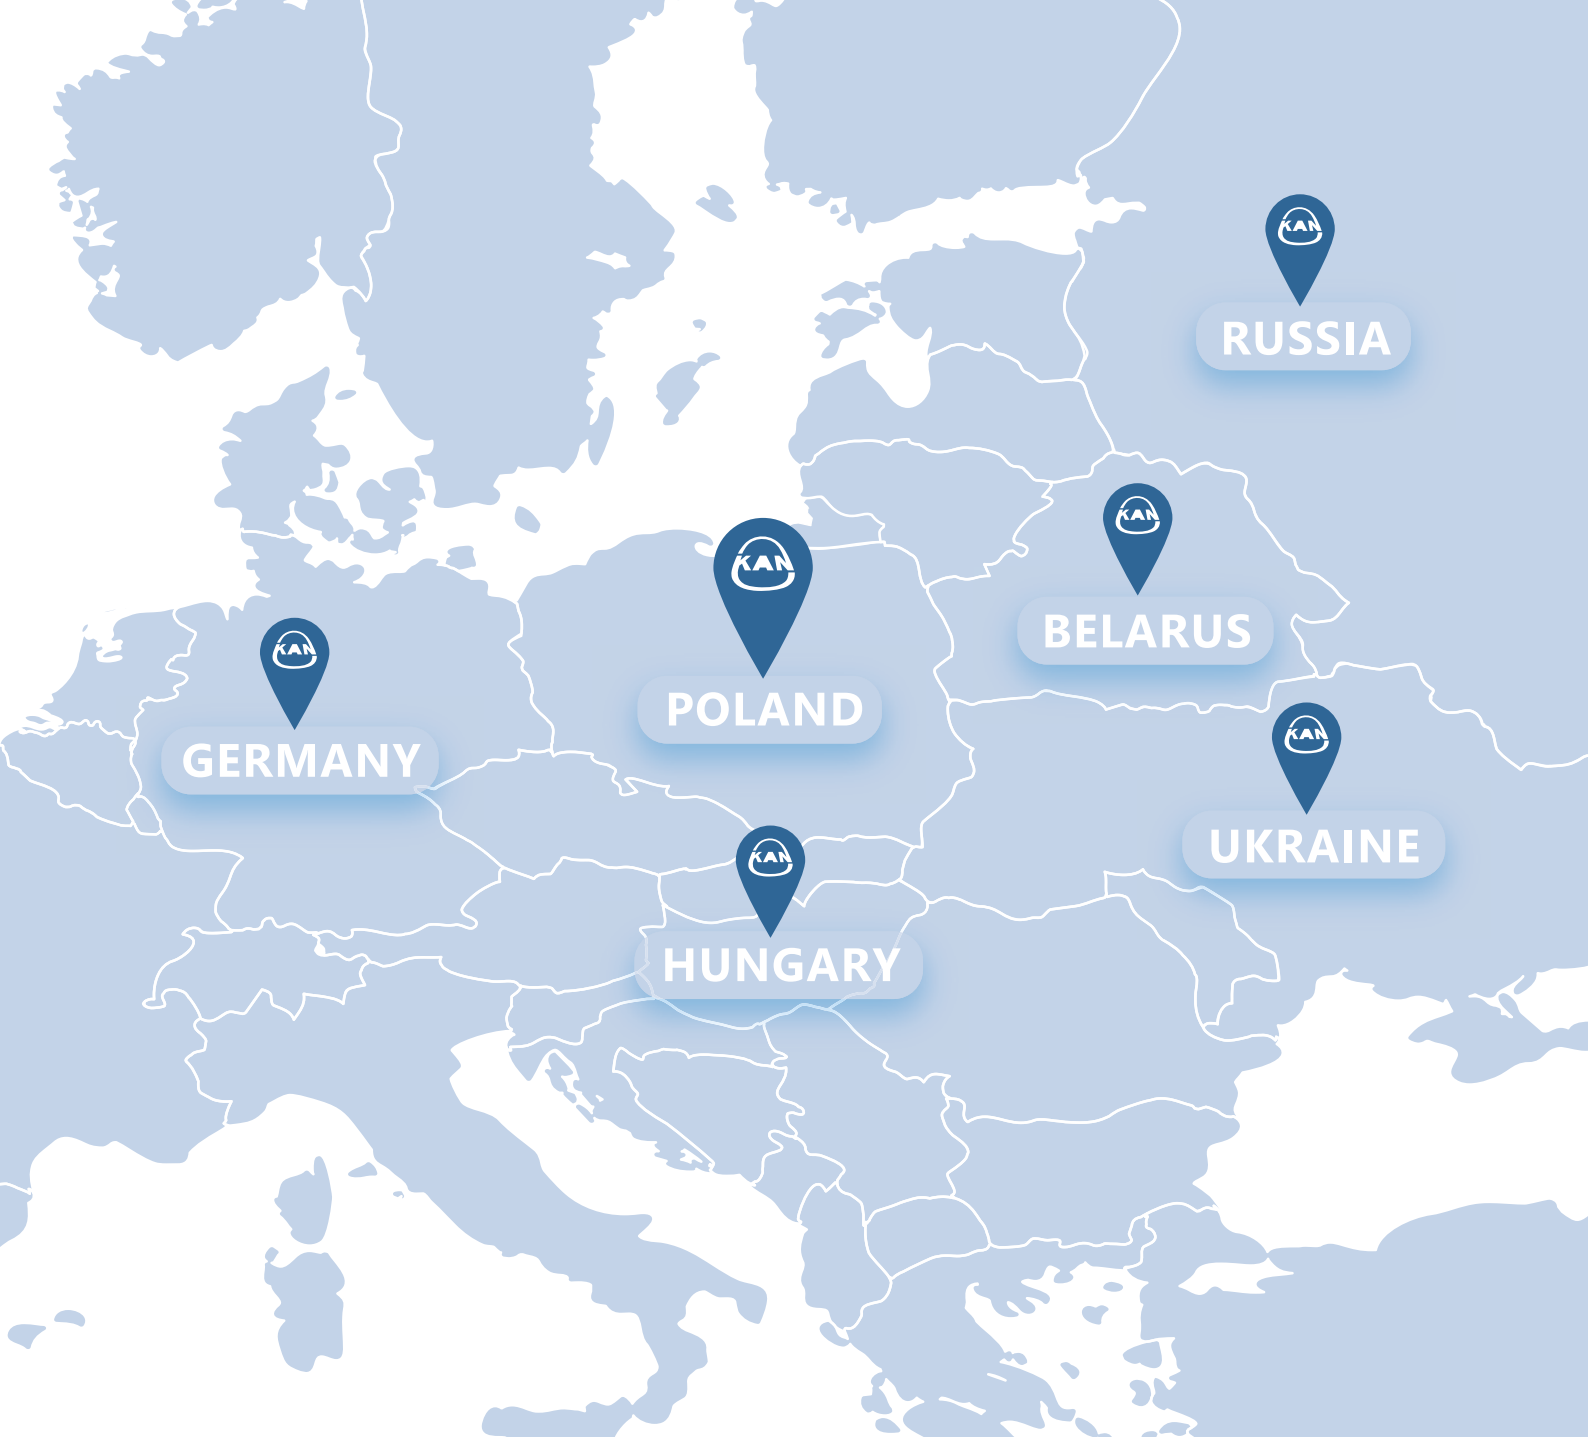 KAN
RUSSIA
KAN
BELARUS
KAN
POLAND
KAN
GERMANY
KAN
UKRAINE
KAN
HUNGARY